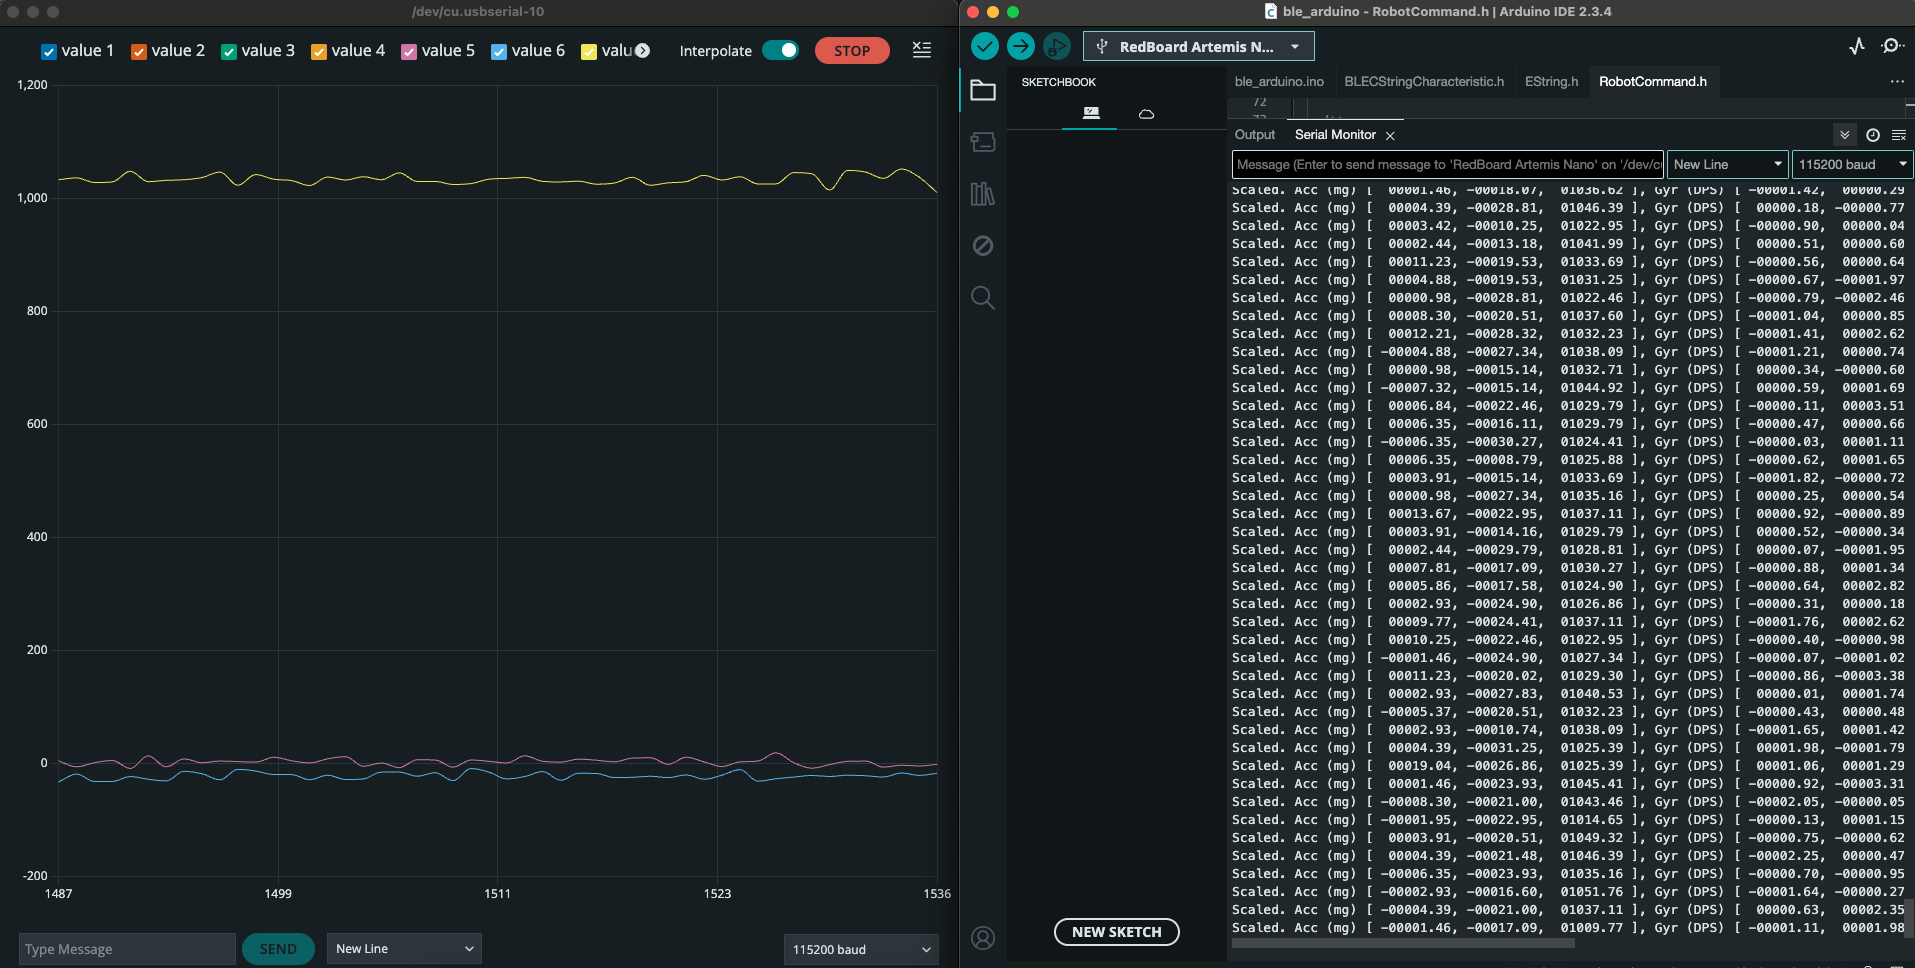 /dev/cu.usbserial-10
value 1 value 2 value 3 value 4 value 5 value 6 valu Interpolate STOP
1,200
1,000
800
600
400
200
0
-200
1487 1499 1511 1523 1536
Type Message SEND New Line 115200 baud
ble_arduino - RobotCommand.h | Arduino IDE 2.3.4
RedBoard Artemis N...
SKETCHBOOK
NEW SKETCH
ble_arduino.ino BLECStringCharacteristic.h EString.h RobotCommand.h
72
Output Serial Monitor
Message (Enter to send message to 'RedBoard Artemis Nano' on '/dev/cu New Line 115200 baud
Scaled. Acc (mg) [ 00001.46, -00018.07, 01036.62 ], Gyr (DPS) [ -00001.42, 00000.29
Scaled. Acc (mg) [ 00004.39, -00028.81, 01046.39 ], Gyr (DPS) [ 00000.18, -00000.77
Scaled. Acc (mg) [ 00003.42, -00010.25, 01022.95 ], Gyr (DPS) [ -00000.90, 00000.04
Scaled. Acc (mg) [ 00002.44, -00013.18, 01041.99 ], Gyr (DPS) [ 00000.51, 00000.60
Scaled. Acc (mg) [ 00011.23, -00019.53, 01033.69 ], Gyr (DPS) [ -00000.56, 00000.64
Scaled. Acc (mg) [ 00004.88, -00019.53, 01031.25 ], Gyr (DPS) [ -00000.67, -00001.97
Scaled. Acc (mg) [ 00000.98, -00028.81, 01022.46 ], Gyr (DPS) [ -00000.79, -00002.46
Scaled. Acc (mg) [ 00008.30, -00020.51, 01037.60 ], Gyr (DPS) [ -00001.04, 00000.85
Scaled. Acc (mg) [ 00012.21, -00028.32, 01032.23 ], Gyr (DPS) [ -00001.41, 00002.62
Scaled. Acc (mg) [ -00004.88, -00027.34, 01038.09 ], Gyr (DPS) [ -00001.21, 00000.74
Scaled. Acc (mg) [ 00000.98, -00015.14, 01032.71 ], Gyr (DPS) [ 00000.34, -00000.60
Scaled. Acc (mg) [ -00007.32, -00015.14, 01044.92 ], Gyr (DPS) [ 00000.59, 00001.69
Scaled. Acc (mg) [ 00006.84, -00022.46, 01029.79 ], Gyr (DPS) [ -00000.11, 00003.51
Scaled. Acc (mg) [ 00006.35, -00016.11, 01029.79 ], Gyr (DPS) [ -00000.47, 00000.66
Scaled. Acc (mg) [ -00006.35, -00030.27, 01024.41 ], Gyr (DPS) [ -00000.03, 00001.11
Scaled. Acc (mg) [ 00006.35, -00008.79, 01025.88 ], Gyr (DPS) [ -00000.62, 00001.65
Scaled. Acc (mg) [ 00003.91, -00015.14, 01033.69 ], Gyr (DPS) [ -00001.82, -00000.72
Scaled. Acc (mg) [ 00000.98, -00027.34, 01035.16 ], Gyr (DPS) [ 00000.25, 00000.54
Scaled. Acc (mg) [ 00013.67, -00022.95, 01037.11 ], Gyr (DPS) [ 00000.92, -00000.89
Scaled. Acc (mg) [ 00003.91, -00014.16, 01029.79 ], Gyr (DPS) [ 00000.52, -00000.34
Scaled. Acc (mg) [ 00002.44, -00029.79, 01028.81 ], Gyr (DPS) [ 00000.07, -00001.95
Scaled. Acc (mg) [ 00007.81, -00017.09, 01030.27 ], Gyr (DPS) [ -00000.88, 00001.34
Scaled. Acc (mg) [ 00005.86, -00017.58, 01024.90 ], Gyr (DPS) [ -00000.64, 00002.82
Scaled. Acc (mg) [ 00002.93, -00024.90, 01026.86 ], Gyr (DPS) [ -00000.31, 00000.18
Scaled. Acc (mg) [ 00009.77, -00024.41, 01037.11 ], Gyr (DPS) [ -00001.76, 00002.62
Scaled. Acc (mg) [ 00010.25, -00022.46, 01022.95 ], Gyr (DPS) [ -00000.40, -00000.98
Scaled. Acc (mg) [ -00001.46, -00024.90, 01027.34 ], Gyr (DPS) [ -00000.07, -00001.02
Scaled. Acc (mg) [ 00011.23, -00020.02, 01029.30 ], Gyr (DPS) [ -00000.86, -00003.38
Scaled. Acc (mg) [ 00002.93, -00027.83, 01040.53 ], Gyr (DPS) [ 00000.01, 00001.74
Scaled. Acc (mg) [ -00005.37, -00020.51, 01032.23 ], Gyr (DPS) [ -00000.43, 00000.48
Scaled. Acc (mg) [ 00002.93, -00010.74, 01038.09 ], Gyr (DPS) [ -00001.65, 00001.42
Scaled. Acc (mg) [ 00004.39, -00031.25, 01025.39 ], Gyr (DPS) [ 00001.98, -00001.79
Scaled. Acc (mg) [ 00019.04, -00026.86, 01025.39 ], Gyr (DPS) [ 00001.06, 00001.29
Scaled. Acc (mg) [ 00001.46, -00023.93, 01045.41 ], Gyr (DPS) [ -00000.92, -00003.31
Scaled. Acc (mg) [ -00008.30, -00021.00, 01043.46 ], Gyr (DPS) [ -00002.05, -00000.05
Scaled. Acc (mg) [ -00001.95, -00022.95, 01014.65 ], Gyr (DPS) [ -00000.13, 00001.15
Scaled. Acc (mg) [ 00003.91, -00020.51, 01049.32 ], Gyr (DPS) [ -00000.75, -00000.62
Scaled. Acc (mg) [ 00004.39, -00021.48, 01046.39 ], Gyr (DPS) [ -00002.25, 00000.47
Scaled. Acc (mg) [ -00006.35, -00023.93, 01035.16 ], Gyr (DPS) [ -00000.70, -00000.95
Scaled. Acc (mg) [ -00002.93, -00016.60, 01051.76 ], Gyr (DPS) [ -00001.64, -00000.27
Scaled. Acc (mg) [ -00004.39, -00021.00, 01037.11 ], Gyr (DPS) [ 00000.63, 00002.35
Scaled. Acc (mg) [ -00001.46, -00017.09, 01009.77 ], Gyr (DPS) [ -00001.11, 00001.98